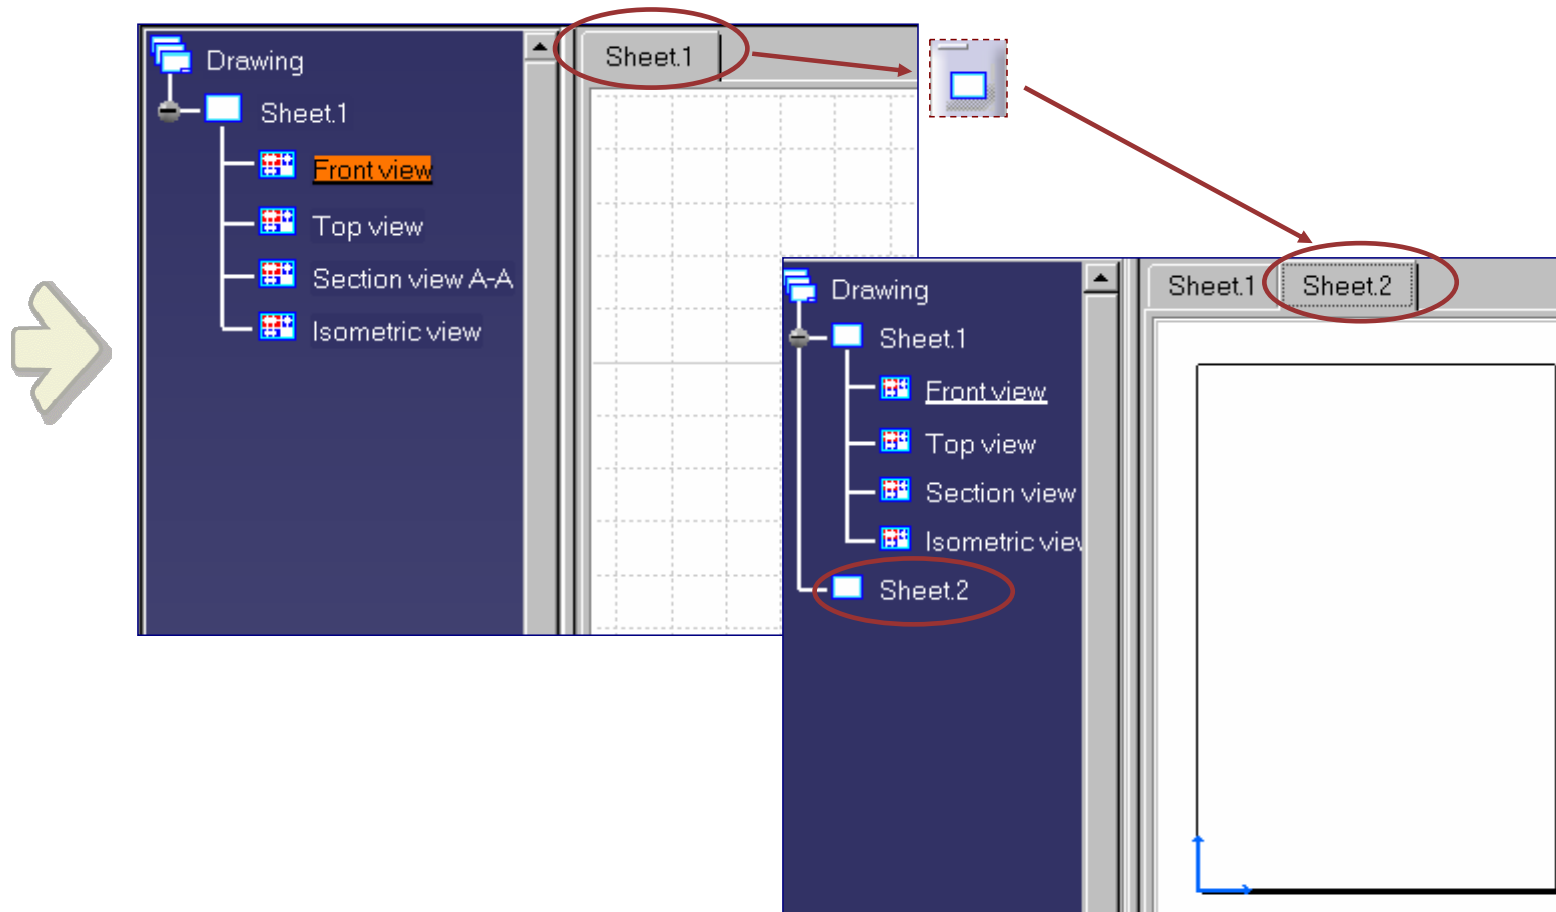 Drawing
Sheet.1
Front view
Top view
Section view A-A
Isometric view
Sheet.1
Drawing
Sheet.1
Front view
Top view
Section view
Isometric view
Sheet.2
Sheet.1
Sheet.2